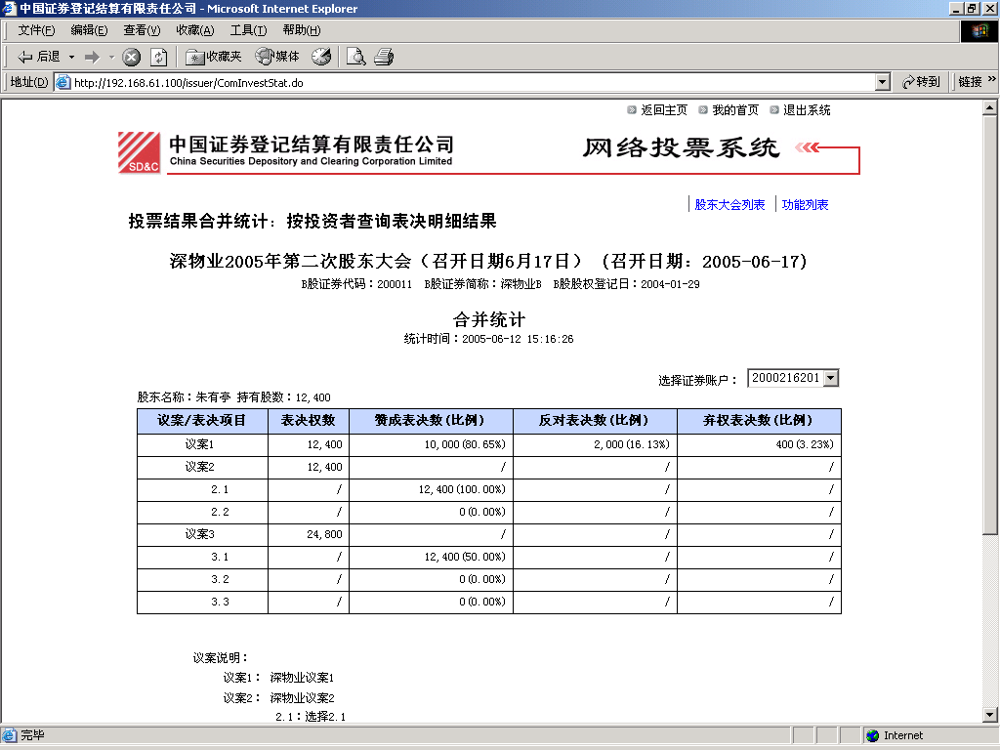 中国证券登记结算有限责任公司 - Microsoft Internet Explorer
文件(F) 编辑(E) 查看(V) 收藏(A) 工具(T) 帮助(H)
后退 收藏夹 媒体
地址(D) http://192.168.61.100/issuer/ComInvestStat.do 转到 链接 »
返回主页 我的首页 退出系统
SD&C 中国证券登记结算有限责任公司 网络投票系统
China Securities Depository and Clearing Corporation Limited
股东大会列表 功能列表
投票结果合并统计：按投资者查询表决明细结果
深物业2005年第二次股东大会（召开日期6月17日） (召开日期：2005-06-17)
B股证券代码：200011 B股证券简称：深物业B B股股权登记日：2004-01-29
合并统计
统计时间：2005-06-12 15:16:26
选择证券账户： 2000216201
股东名称：朱有亭 持有股数：12,400
议案/表决项目 表决权数 赞成表决数(比例) 反对表决数(比例) 弃权表决数(比例)
议案1 12,400 10,000(80.65%) 2,000(16.13%) 400(3.23%)
议案2 12,400 / / /
2.1 / 12,400(100.00%) / /
2.2 / 0(0.00%) / /
议案3 24,800 / / /
3.1 / 12,400(50.00%) / /
3.2 / 0(0.00%) / /
3.3 / 0(0.00%) / /
议案说明：
议案1： 深物业议案1
议案2： 深物业议案2
2.1：选择2.1
完毕 Internet